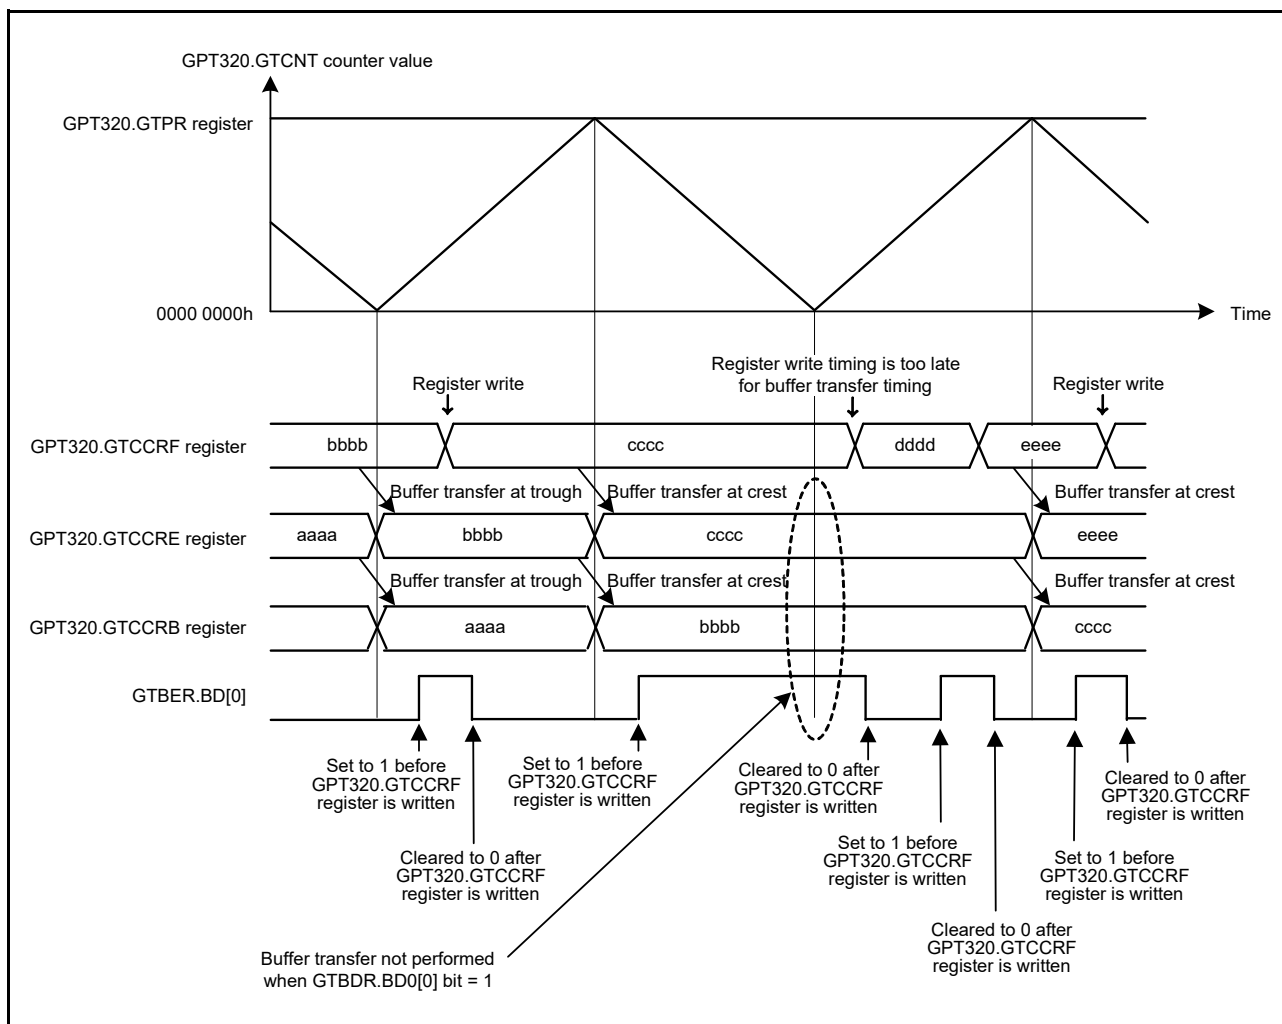 GPT320.GTCNT counter value
GPT320.GTPR register
0000 0000h
Time
Register write timing is too late
for buffer transfer timing
Register write
Register write
GPT320.GTCCRF register
bbbb
cccc
dddd
eeee
Buffer transfer at trough
Buffer transfer at crest
Buffer transfer at crest
GPT320.GTCCRE register
aaaa
bbbb
cccc
eeee
Buffer transfer at trough
Buffer transfer at crest
Buffer transfer at crest
GPT320.GTCCRB register
aaaa
bbbb
cccc
GTBER.BD[0]
Set to 1 before
GPT320.GTCCRF
register is written
Set to 1 before
GPT320.GTCCRF
register is written
Cleared to 0 after
GPT320.GTCCRF
register is written
Cleared to 0 after
GPT320.GTCCRF
register is written
Cleared to 0 after
GPT320.GTCCRF
register is written
Set to 1 before
GPT320.GTCCRF
register is written
Set to 1 before
GPT320.GTCCRF
register is written
Cleared to 0 after
GPT320.GTCCRF
register is written
Buffer transfer not performed
when GTBDR.BD0[0] bit = 1